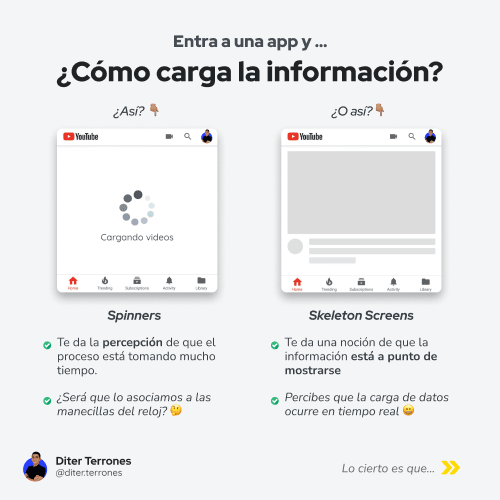 Entra a una app y ...
¿Cómo carga la información?
¿Así? 👇🏽
¿O así? 👇🏽
YouTube
Cargando videos
Home Trending Subscriptions Activity Library
YouTube
Home Trending Subscriptions Activity Library
Spinners
Te da la percepción de que el
proceso está tomando mucho
tiempo.
¿Será que lo asociamos a las
manecillas del reloj? 🤔
Skeleton Screens
Te da una noción de que la
información está a punto de
mostrarse
Percibes que la carga de datos
ocurre en tiempo real 😀
Diter Terrones
@diter.terrones
Lo cierto es que...